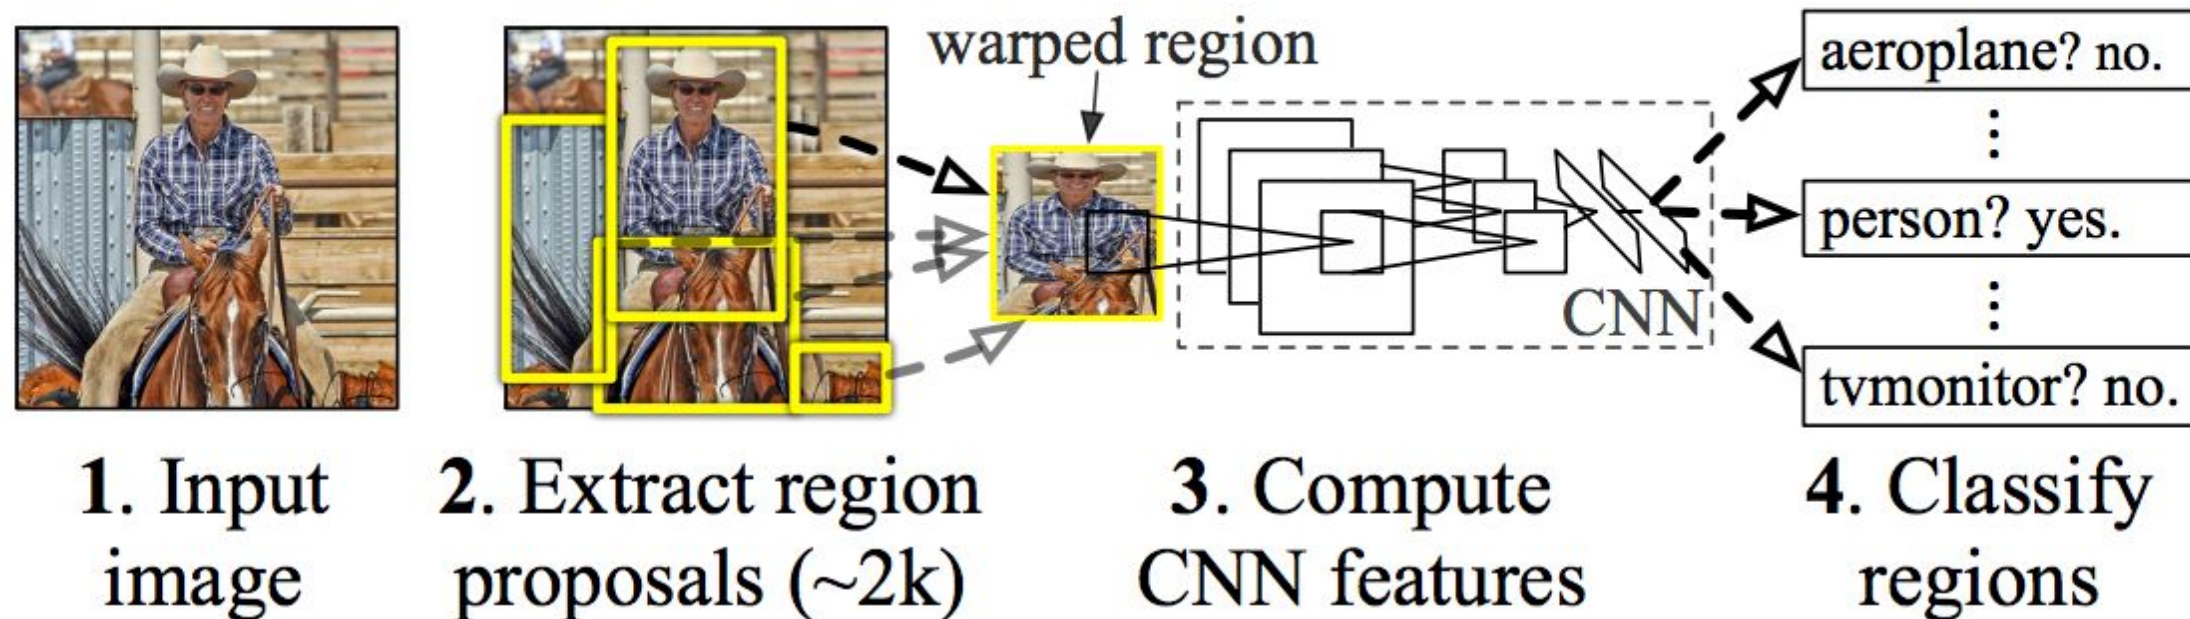 warped region
aeroplane? no.
⋮
person? yes.
⋮
tvmonitor? no.
CNN
1. Input
image
2. Extract region
proposals (~2k)
3. Compute
CNN features
4. Classify
regions